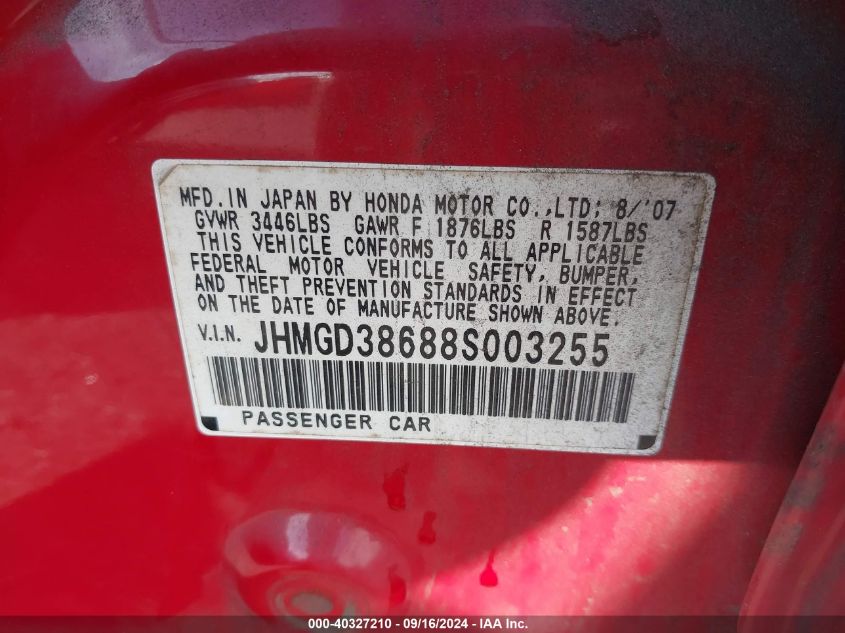 MFD.IN JAPAN BY HONDA MOTOR CO.,LTD; 8/'07
GVWR 3446LBS GAWR F 1876LBS R 1587LBS
THIS VEHICLE CONFORMS TO ALL APPLICABLE
FEDERAL MOTOR VEHICLE SAFETY, BUMPER,
AND THEFT PREVENTION STANDARDS IN EFFECT
ON THE DATE OF MANUFACTURE SHOWN ABOVE.
V.I.N. JHMGD38688S003255
PASSENGER CAR
000-40327210 - 09/16/2024 - IAA Inc.